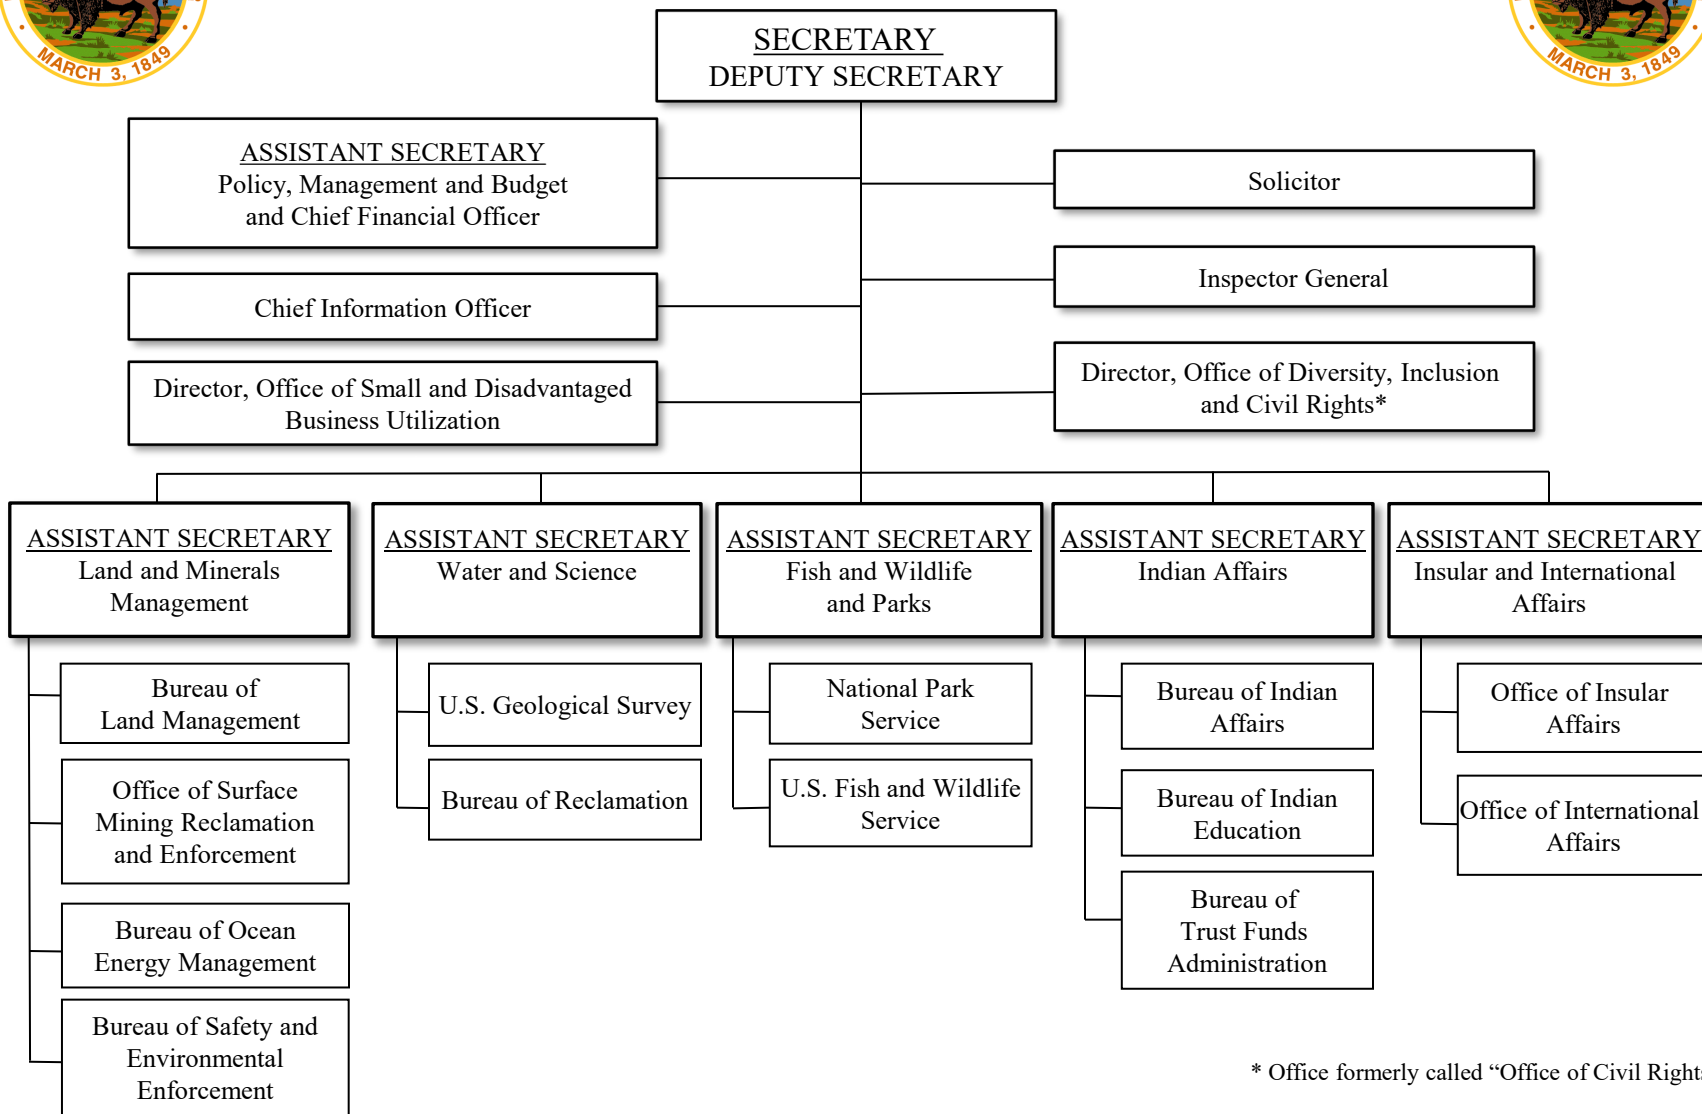 MARCH 3, 1849
MARCH 3, 1849
SECRETARY
DEPUTY SECRETARY
ASSISTANT SECRETARY
Policy, Management and Budget
and Chief Financial Officer
Solicitor
Chief Information Officer
Inspector General
Director, Office of Small and Disadvantaged
Business Utilization
Director, Office of Diversity, Inclusion
and Civil Rights*
ASSISTANT SECRETARY
Land and Minerals
Management
Bureau of
Land Management
Office of Surface
Mining Reclamation
and Enforcement
Bureau of Ocean
Energy Management
Bureau of Safety and
Environmental
Enforcement
ASSISTANT SECRETARY
Water and Science
U.S. Geological Survey
Bureau of Reclamation
ASSISTANT SECRETARY
Fish and Wildlife
and Parks
National Park
Service
U.S. Fish and Wildlife
Service
ASSISTANT SECRETARY
Indian Affairs
Bureau of Indian
Affairs
Bureau of Indian
Education
Bureau of
Trust Funds
Administration
ASSISTANT SECRETARY
Insular and International
Affairs
Office of Insular
Affairs
Office of International
Affairs
* Office formerly called “Office of Civil Rights